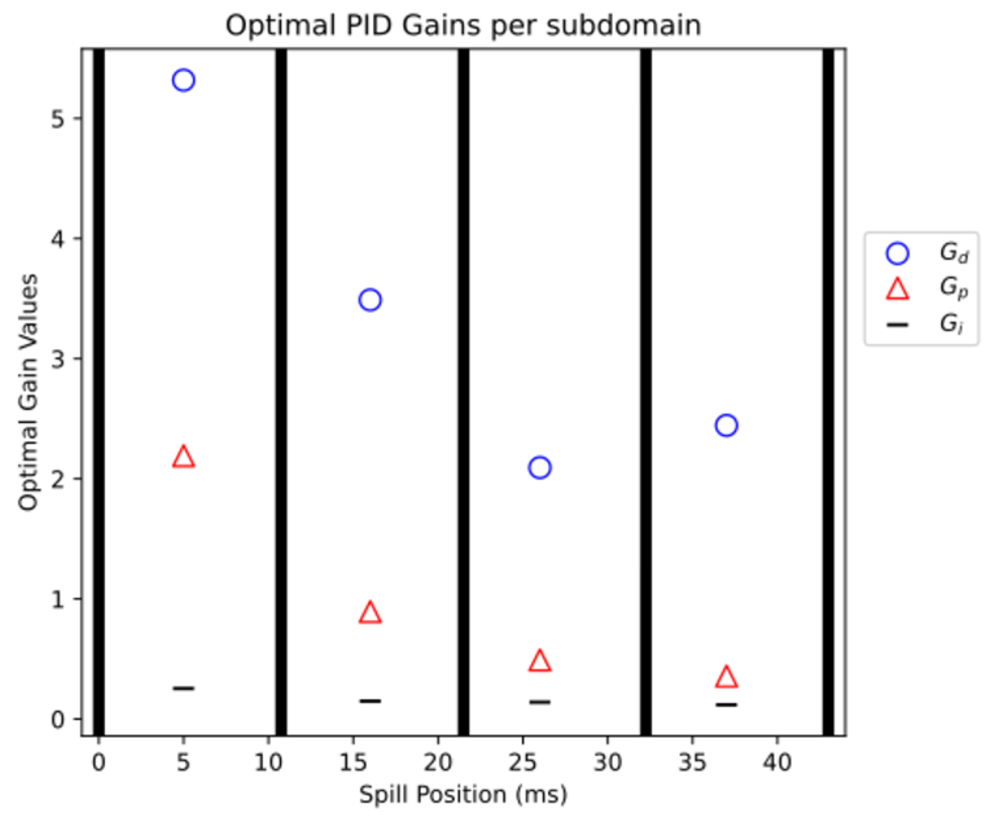 Optimal PID Gains per subdomain
Optimal Gain Values
5
4
3
2
1
0
0 5 10 15 20 25 30 35 40
Spill Position (ms)
G_d
G_p
G_i